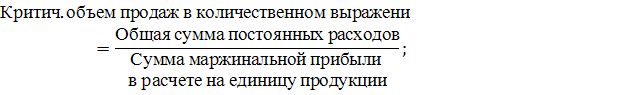 Критич. объем продаж в количественном выражени
= Общая сумма постоянных расходов
Сумма маржинальной прибыли ;
в расчете на единицу продукции